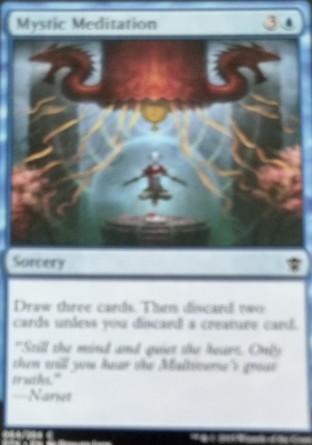 Mystic Meditation 3
Sorcery
Draw three cards. Then discard two
cards unless you discard a creature card.
"Still the mind and quiet the heart. Only
then will you hear the Multiverse's great
truths."
—Narset